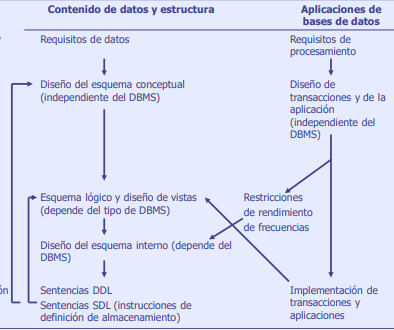 Contenido de datos y estructura
Aplicaciones de
bases de datos
Requisitos de datos
Requisitos de
procesamiento
Diseño del esquema conceptual
(independiente del DBMS)
Diseño de
transacciones y de la
aplicación
(independiente del
DBMS)
Esquema lógico y diseño de vistas
(depende del tipo de DBMS)
Restricciones
de rendimiento
de frecuencias
Diseño del esquema interno (depende del
DBMS)
ón
Sentencias DDL
Sentencias SDL (instrucciones de
definición de almacenamiento)
Implementación de
transacciones y
aplicaciones